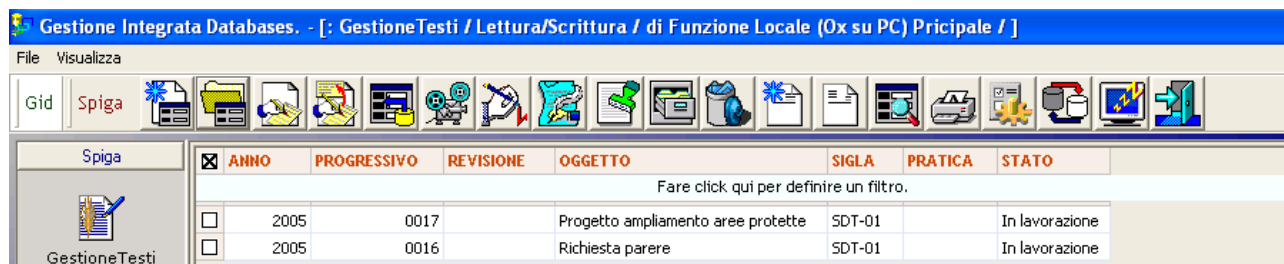 Gestione Integrata Databases. - [: GestioneTesti / Lettura/Scrittura / di Funzione Locale (Ox su PC) Pricipale / ]
File Visualizza
Gid Spiga
Spiga
ANNO PROGRESSIVO REVISIONE OGGETTO SIGLA PRATICA STATO
Fare click qui per definire un filtro.
2005 0017 Progetto ampliamento aree protette SDT-01 In lavorazione
2005 0016 Richiesta parere SDT-01 In lavorazione
GestioneTesti